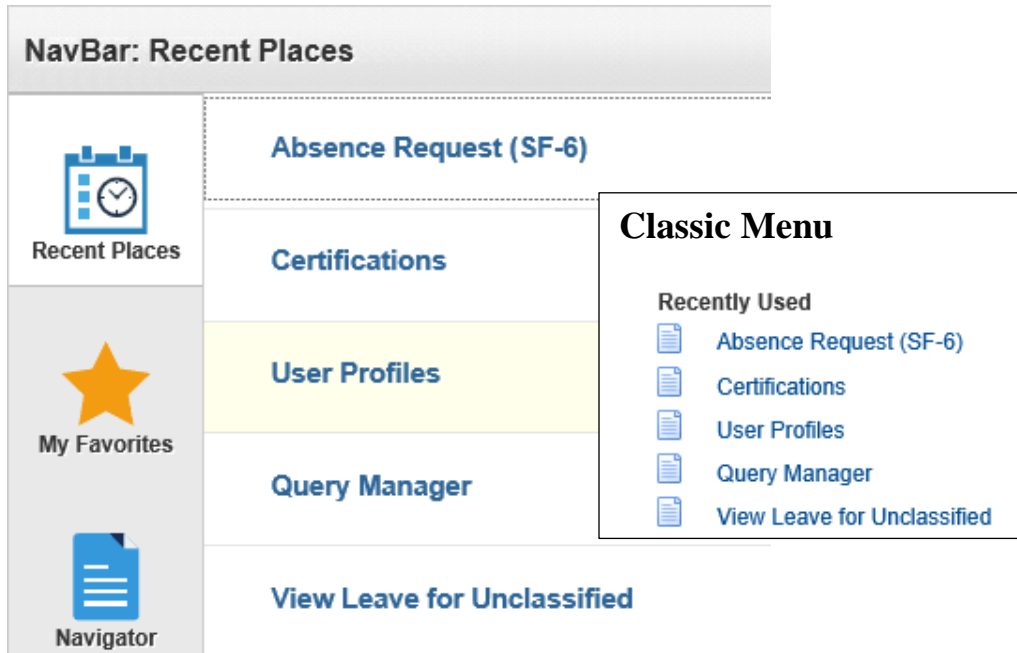 NavBar: Recent Places
Recent Places
My Favorites
Navigator
Absence Request (SF-6)
Certifications
User Profiles
Query Manager
View Leave for Unclassified
Classic Menu
Recently Used
Absence Request (SF-6)
Certifications
User Profiles
Query Manager
View Leave for Unclassified